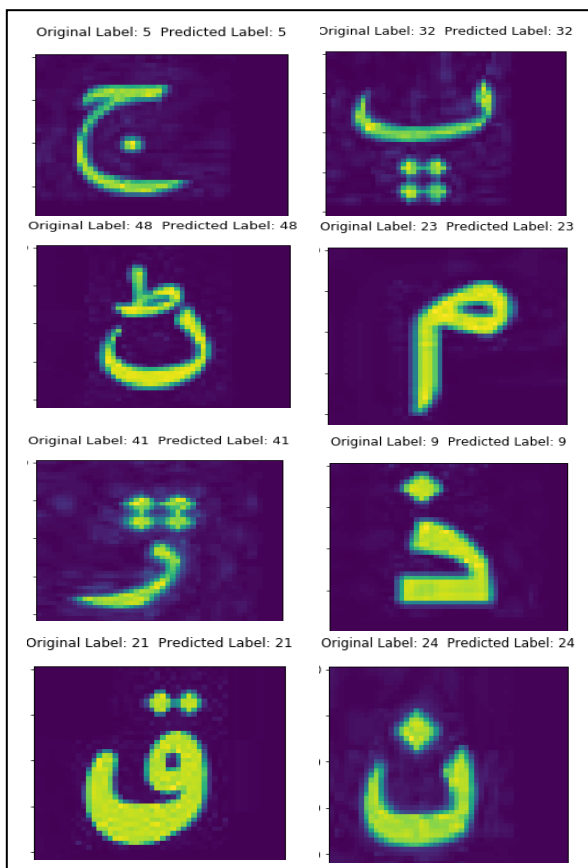 Original Label: 5 Predicted Label: 5
Original Label: 32 Predicted Label: 32
ج
ڀ
Original Label: 48 Predicted Label: 48
Original Label: 23 Predicted Label: 23
ڻ
م
Original Label: 41 Predicted Label: 41
Original Label: 9 Predicted Label: 9
ڙ
ذ
Original Label: 21 Predicted Label: 21
Original Label: 24 Predicted Label: 24
ق
ن